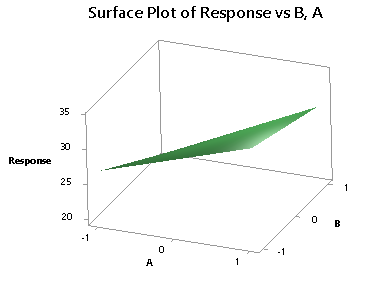 Surface Plot of Response vs B, A
35
30
Response
25
20
-1
0
1
A
-1
0
1
B